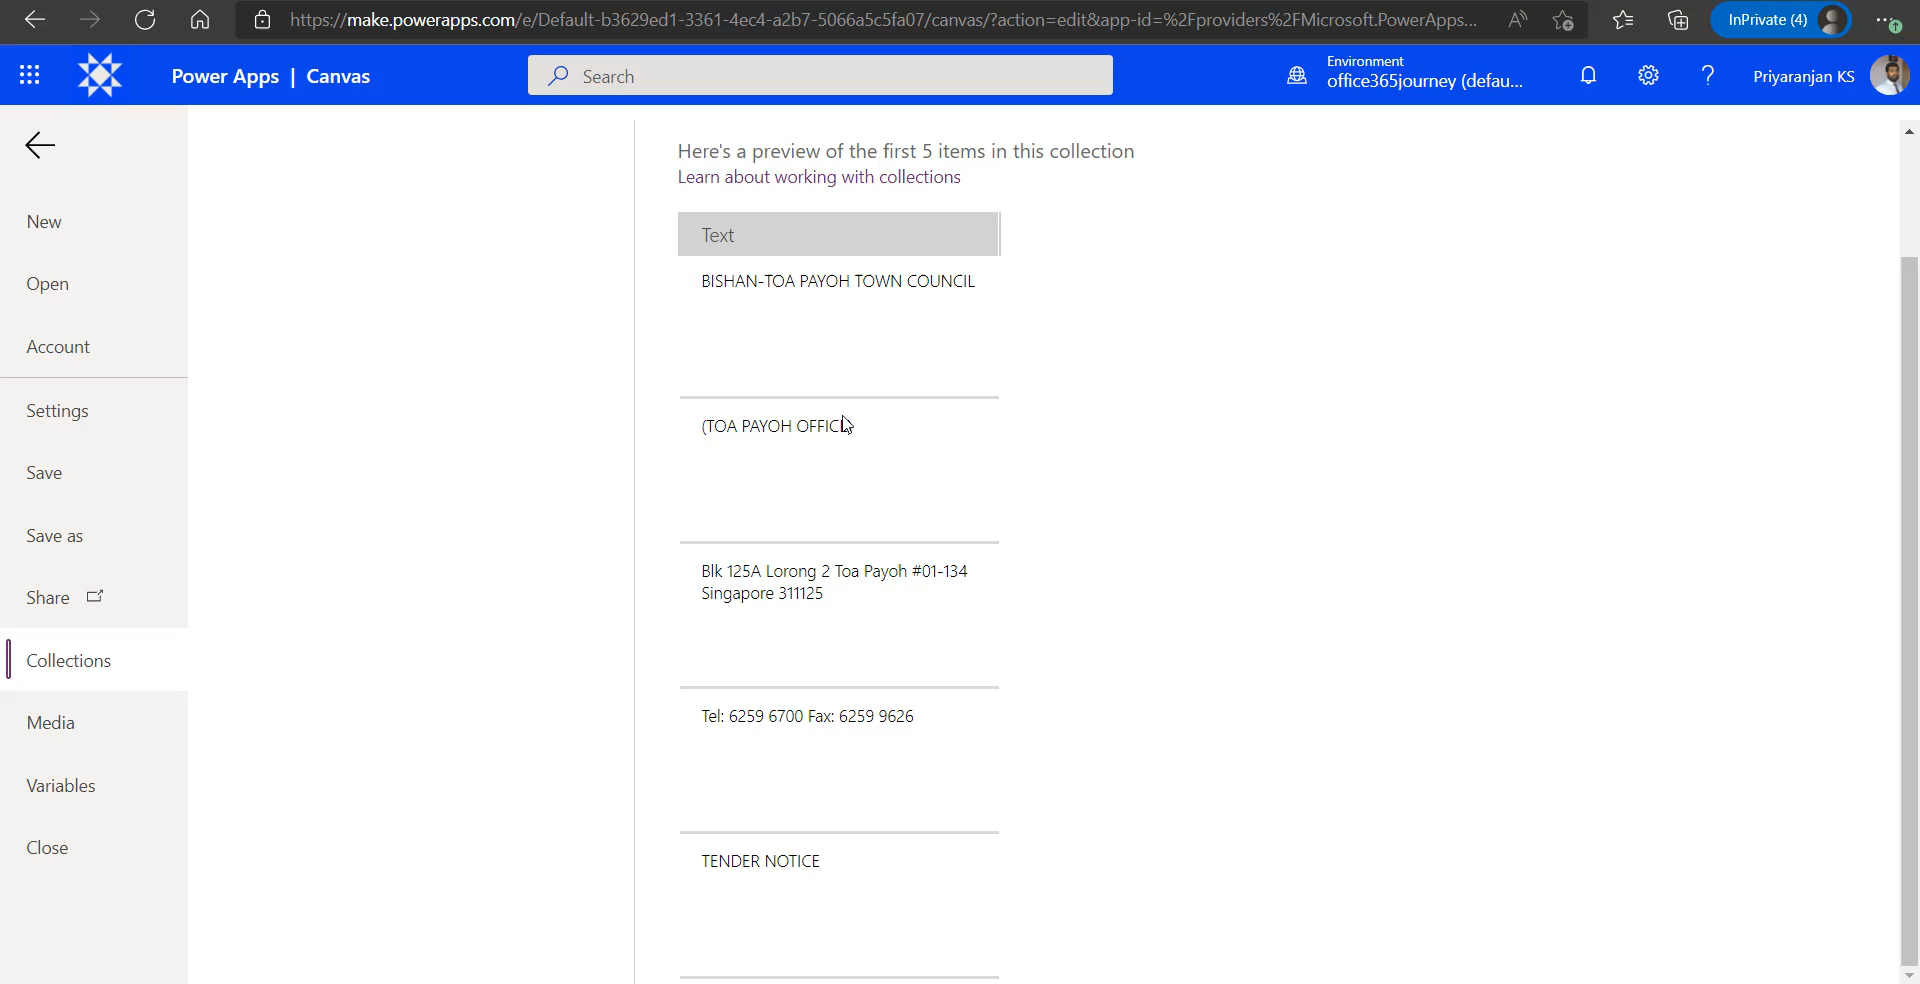 https://make.powerapps.com/e/Default-b3629ed1-3361-4ec4-a2b7-5066a5c5fa07/canvas/?action=edit&app-id=%2Fproviders%2FMicrosoft.PowerApps...
InPrivate (4)
Power Apps | Canvas
Search
Environment
office365journey (defau...
Priyaranjan KS
New
Open
Account
Settings
Save
Save as
Share
Collections
Media
Variables
Close
Here's a preview of the first 5 items in this collection
Learn about working with collections
Text
BISHAN-TOA PAYOH TOWN COUNCIL
(TOA PAYOH OFFICE
Blk 125A Lorong 2 Toa Payoh #01-134
Singapore 311125
Tel: 6259 6700 Fax: 6259 9626
TENDER NOTICE